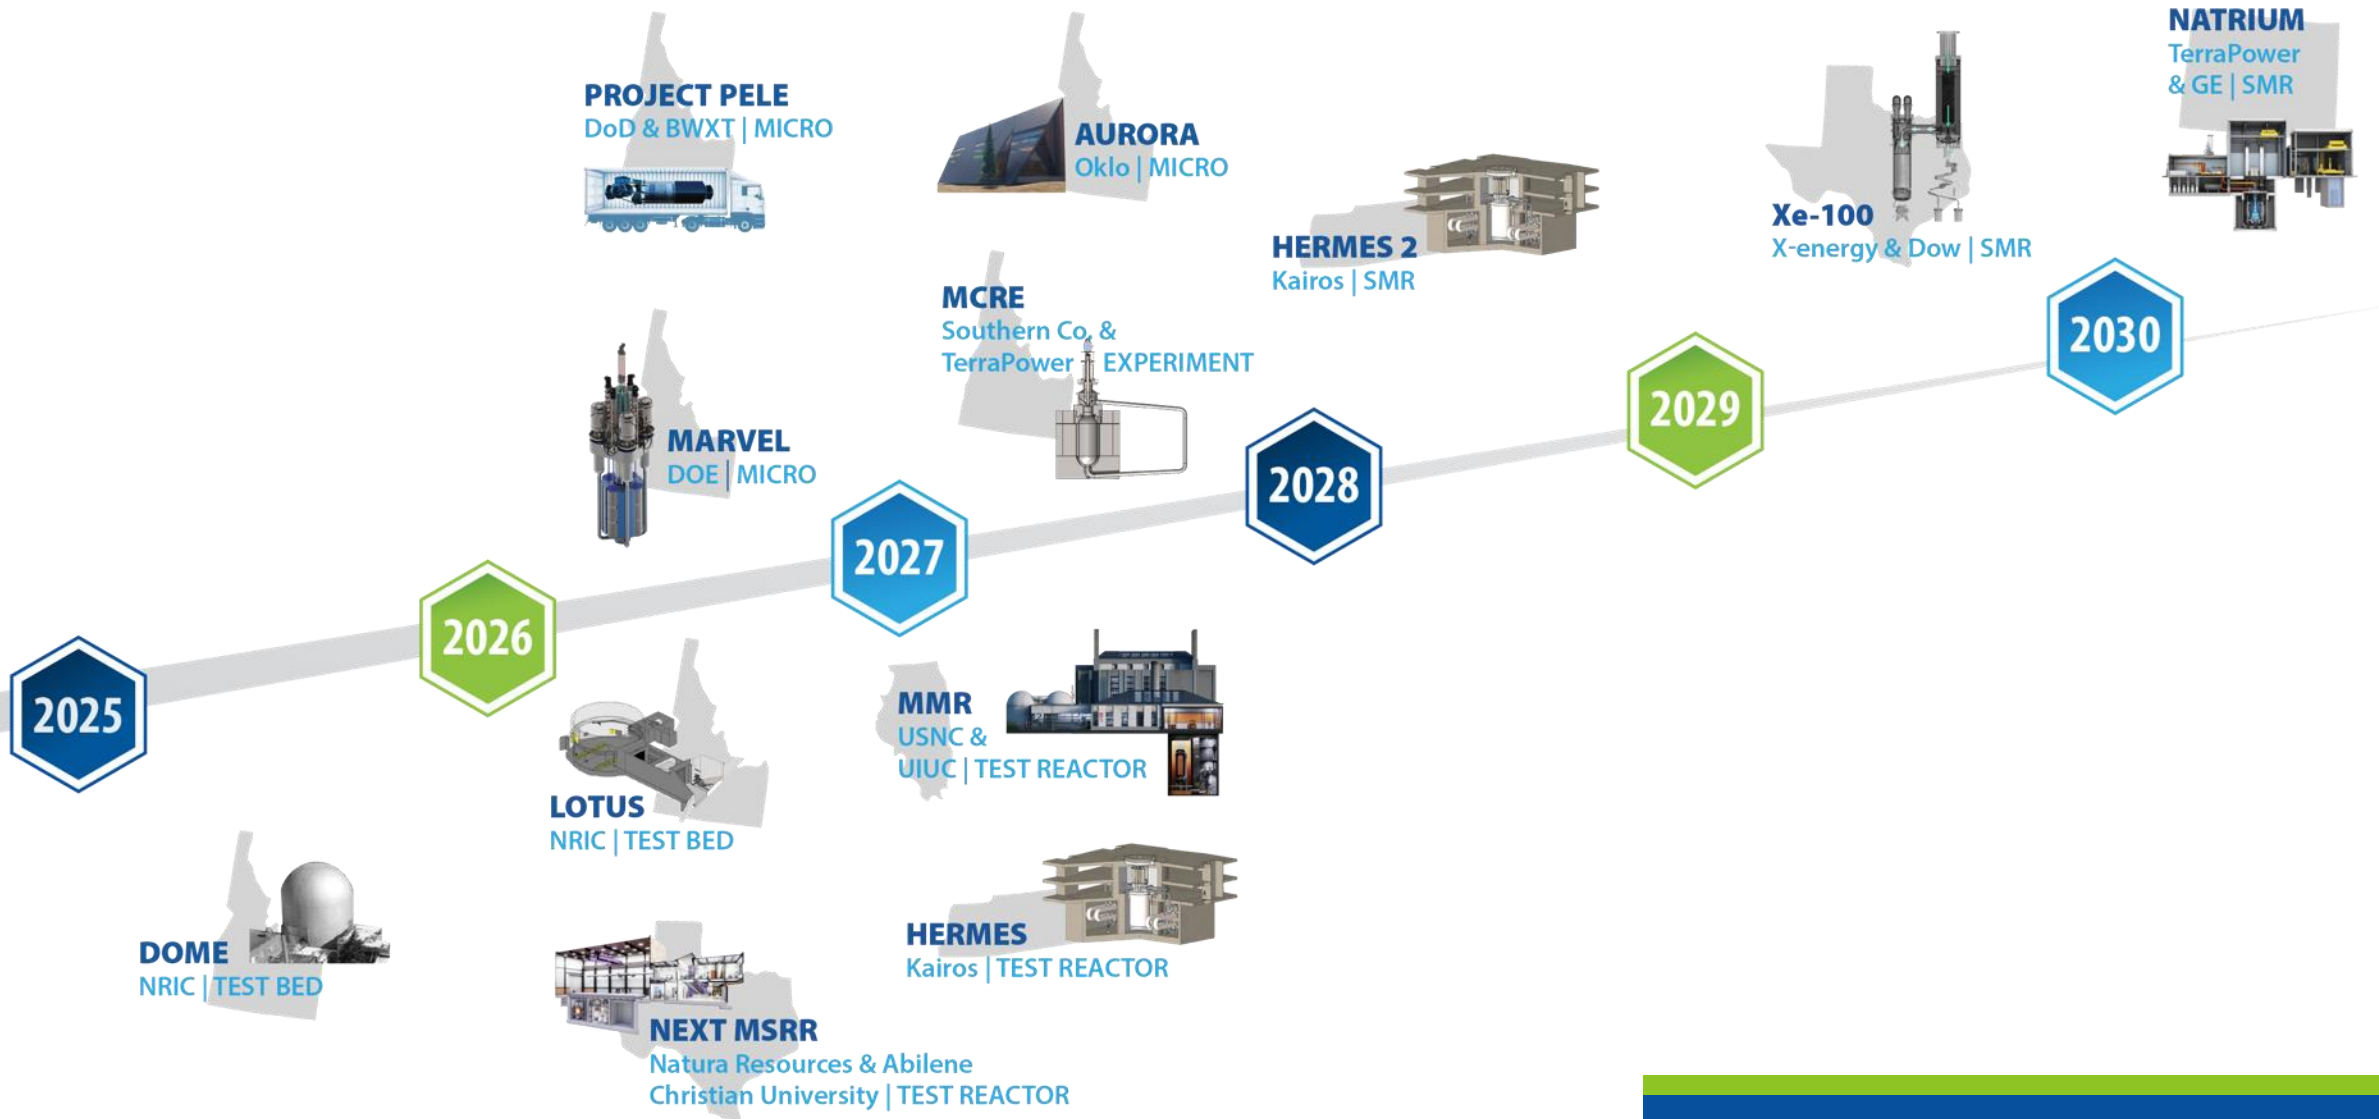 PROJECT PELE
DoD & BWXT | MICRO
AURORA
Oklo | MICRO
HERMES 2
Kairos | SMR
Xe-100
X-energy & Dow | SMR
NATRIUM
TerraPower
& GE | SMR
MARVEL
DOE | MICRO
MCRE
Southern Co. &
TerraPower | EXPERIMENT
2025
2026
2027
2028
2029
2030
DOME
NRIC | TEST BED
LOTUS
NRIC | TEST BED
NEXT MSRR
Natura Resources & Abilene
Christian University | TEST REACTOR
MMR
USNC &
UIUC | TEST REACTOR
HERMES
Kairos | TEST REACTOR